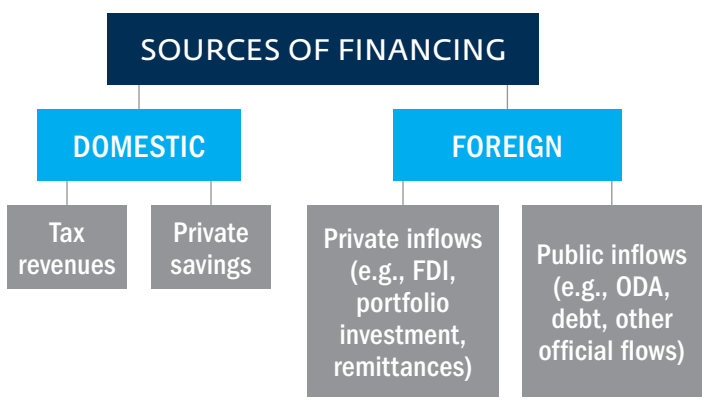 SOURCES OF FINANCING
DOMESTIC
FOREIGN
Tax
revenues
Private
savings
Private inflows
(e.g., FDI,
portfolio
investment,
remittances)
Public inflows
(e.g., ODA,
debt, other
official flows)